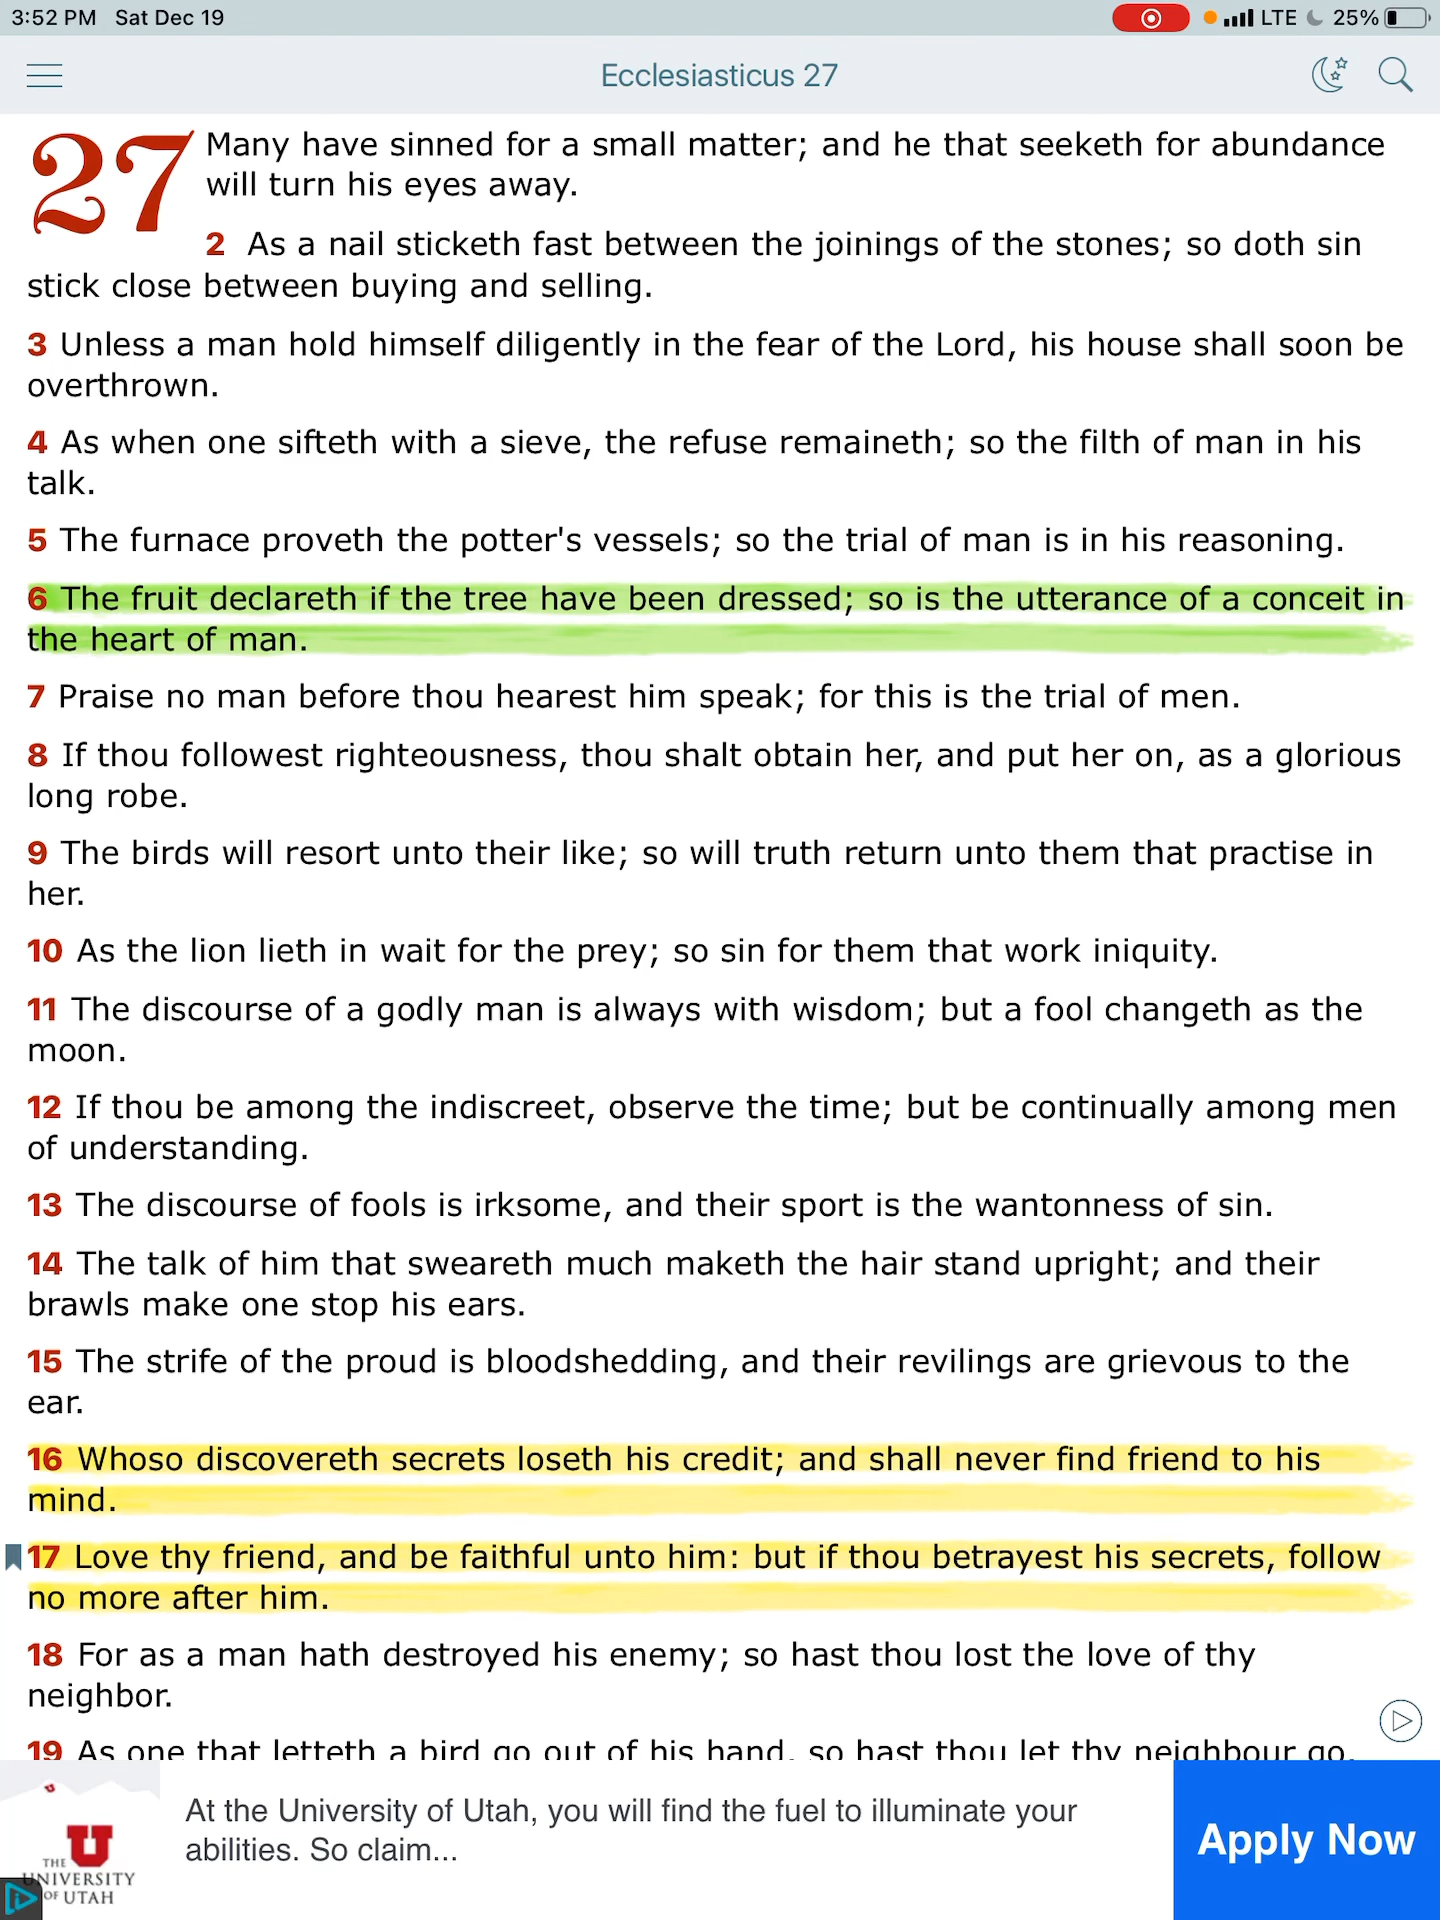 3:52 PM Sat Dec 19 LTE 25%
Ecclesiasticus 27
27 Many have sinned for a small matter; and he that seeketh for abundance
will turn his eyes away.
2 As a nail sticketh fast between the joinings of the stones; so doth sin
stick close between buying and selling.
3 Unless a man hold himself diligently in the fear of the Lord, his house shall soon be
overthrown.
4 As when one sifteth with a sieve, the refuse remaineth; so the filth of man in his
talk.
5 The furnace proveth the potter's vessels; so the trial of man is in his reasoning.
6 The fruit declareth if the tree have been dressed; so is the utterance of a conceit in
the heart of man.
7 Praise no man before thou hearest him speak; for this is the trial of men.
8 If thou followest righteousness, thou shalt obtain her, and put her on, as a glorious
long robe.
9 The birds will resort unto their like; so will truth return unto them that practise in
her.
10 As the lion lieth in wait for the prey; so sin for them that work iniquity.
11 The discourse of a godly man is always with wisdom; but a fool changeth as the
moon.
12 If thou be among the indiscreet, observe the time; but be continually among men
of understanding.
13 The discourse of fools is irksome, and their sport is the wantonness of sin.
14 The talk of him that sweareth much maketh the hair stand upright; and their
brawls make one stop his ears.
15 The strife of the proud is bloodshedding, and their revilings are grievous to the
ear.
16 Whoso discovereth secrets loseth his credit; and shall never find friend to his
mind.
17 Love thy friend, and be faithful unto him: but if thou betrayest his secrets, follow
no more after him.
18 For as a man hath destroyed his enemy; so hast thou lost the love of thy
neighbor.
19 As one that letteth a bird go out of his hand, so hast thou let thy neighbour go,
At the University of Utah, you will find the fuel to illuminate your
abilities. So claim...
Apply Now
U
THE
UNIVERSITY
OF UTAH